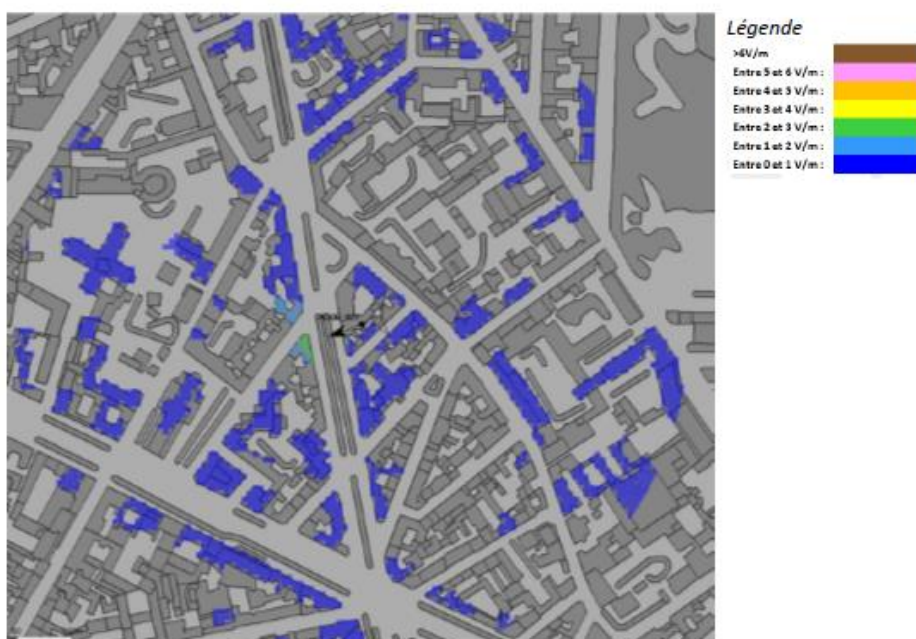 Légende
>6V/m
Entre 5 et 6 V/m :
Entre 4 et 5 V/m :
Entre 3 et 4 V/m :
Entre 2 et 3 V/m :
Entre 1 et 2 V/m :
Entre 0 et 1 V/m :